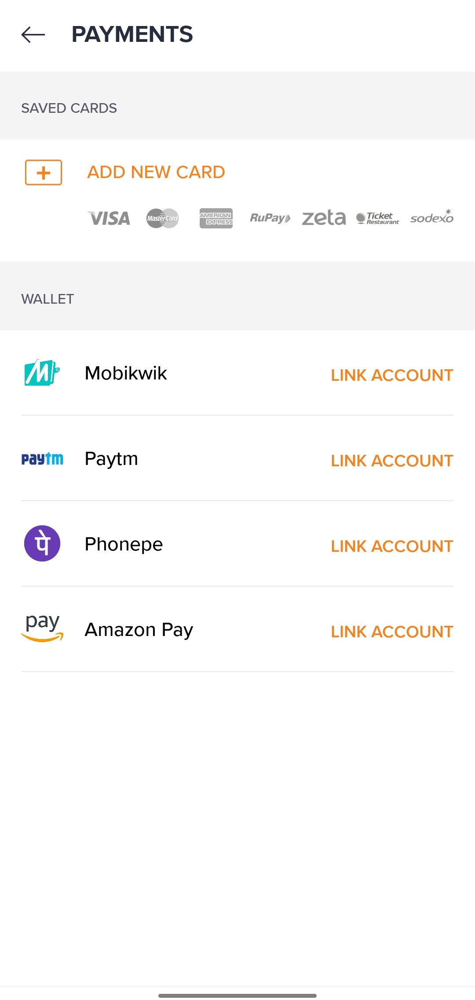 PAYMENTS
SAVED CARDS
ADD NEW CARD
VISA MasterCard AMERICAN EXPRESS RuPay zeta Ticket Restaurant sodexo
WALLET
Mobikwik LINK ACCOUNT
paytm Paytm LINK ACCOUNT
पे Phonepe LINK ACCOUNT
pay Amazon Pay LINK ACCOUNT